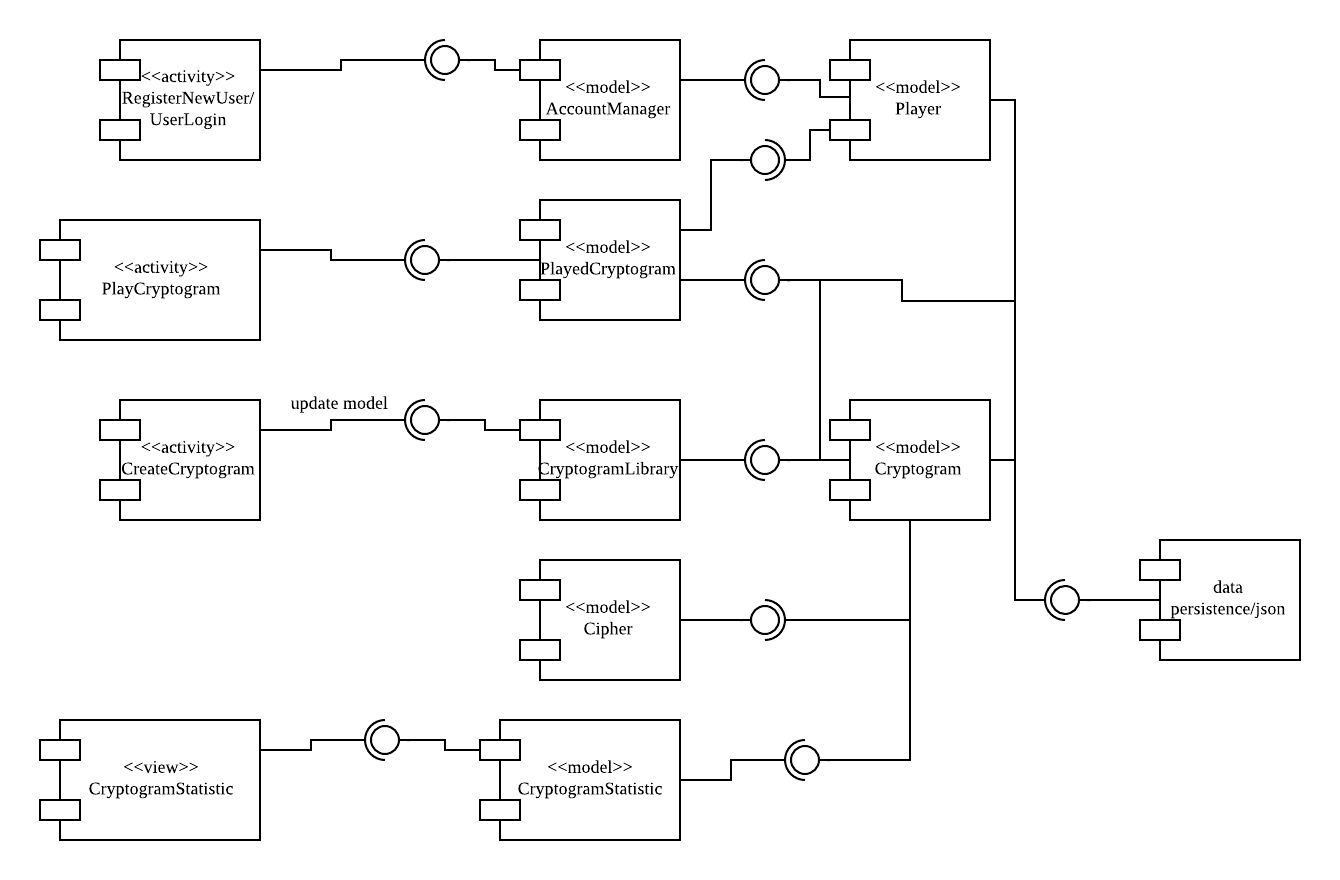 <<activity>>
RegisterNewUser/
UserLogin
<<model>>
AccountManager
<<model>>
Player
<<activity>>
PlayCryptogram
<<model>>
PlayedCryptogram
update model
<<activity>>
CreateCryptogram
<<model>>
CryptogramLibrary
<<model>>
Cryptogram
<<model>>
Cipher
data
persistence/json
<<view>>
CryptogramStatistic
<<model>>
CryptogramStatistic